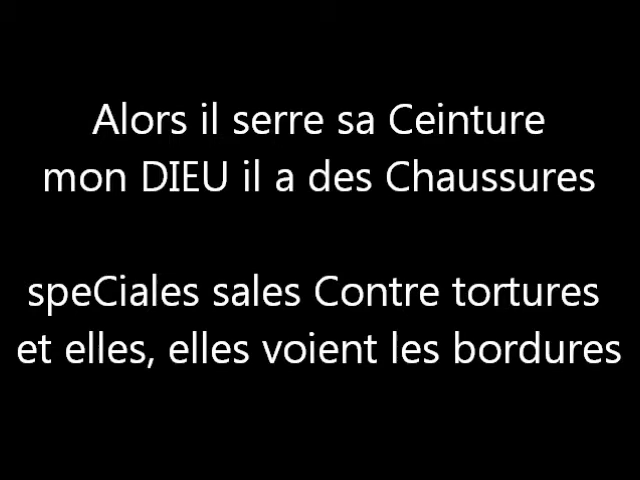 Alors il serre sa Ceinture
mon DIEU il a des Chaussures
speCiales sales Contre tortures
et elles, elles voient les bordures